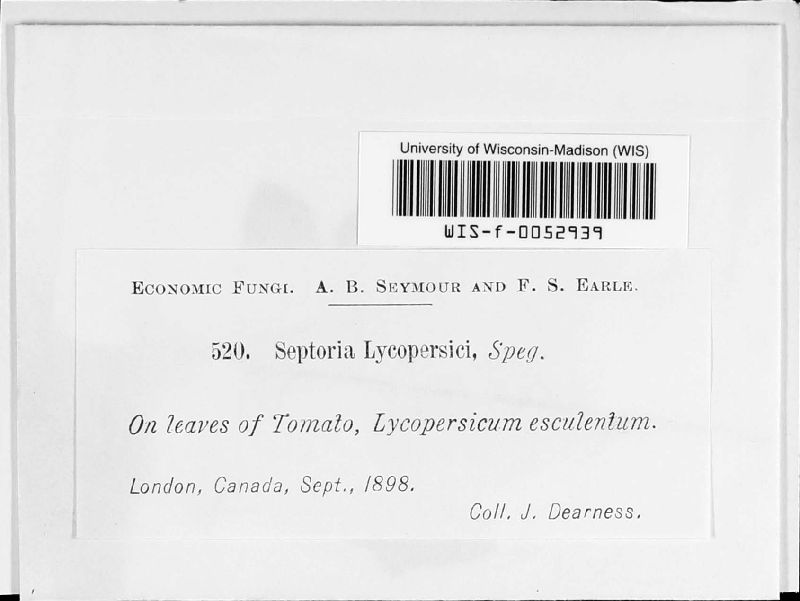 University of Wisconsin-Madison (WIS)
WIS-f-0052939
Economic Fungi. A. B. Seymour and F. S. Earle.
520. Septoria Lycopersici, Speg.
On leaves of Tomato, Lycopersicum esculentum.
London, Canada, Sept., 1898.
Coll. J. Dearness.